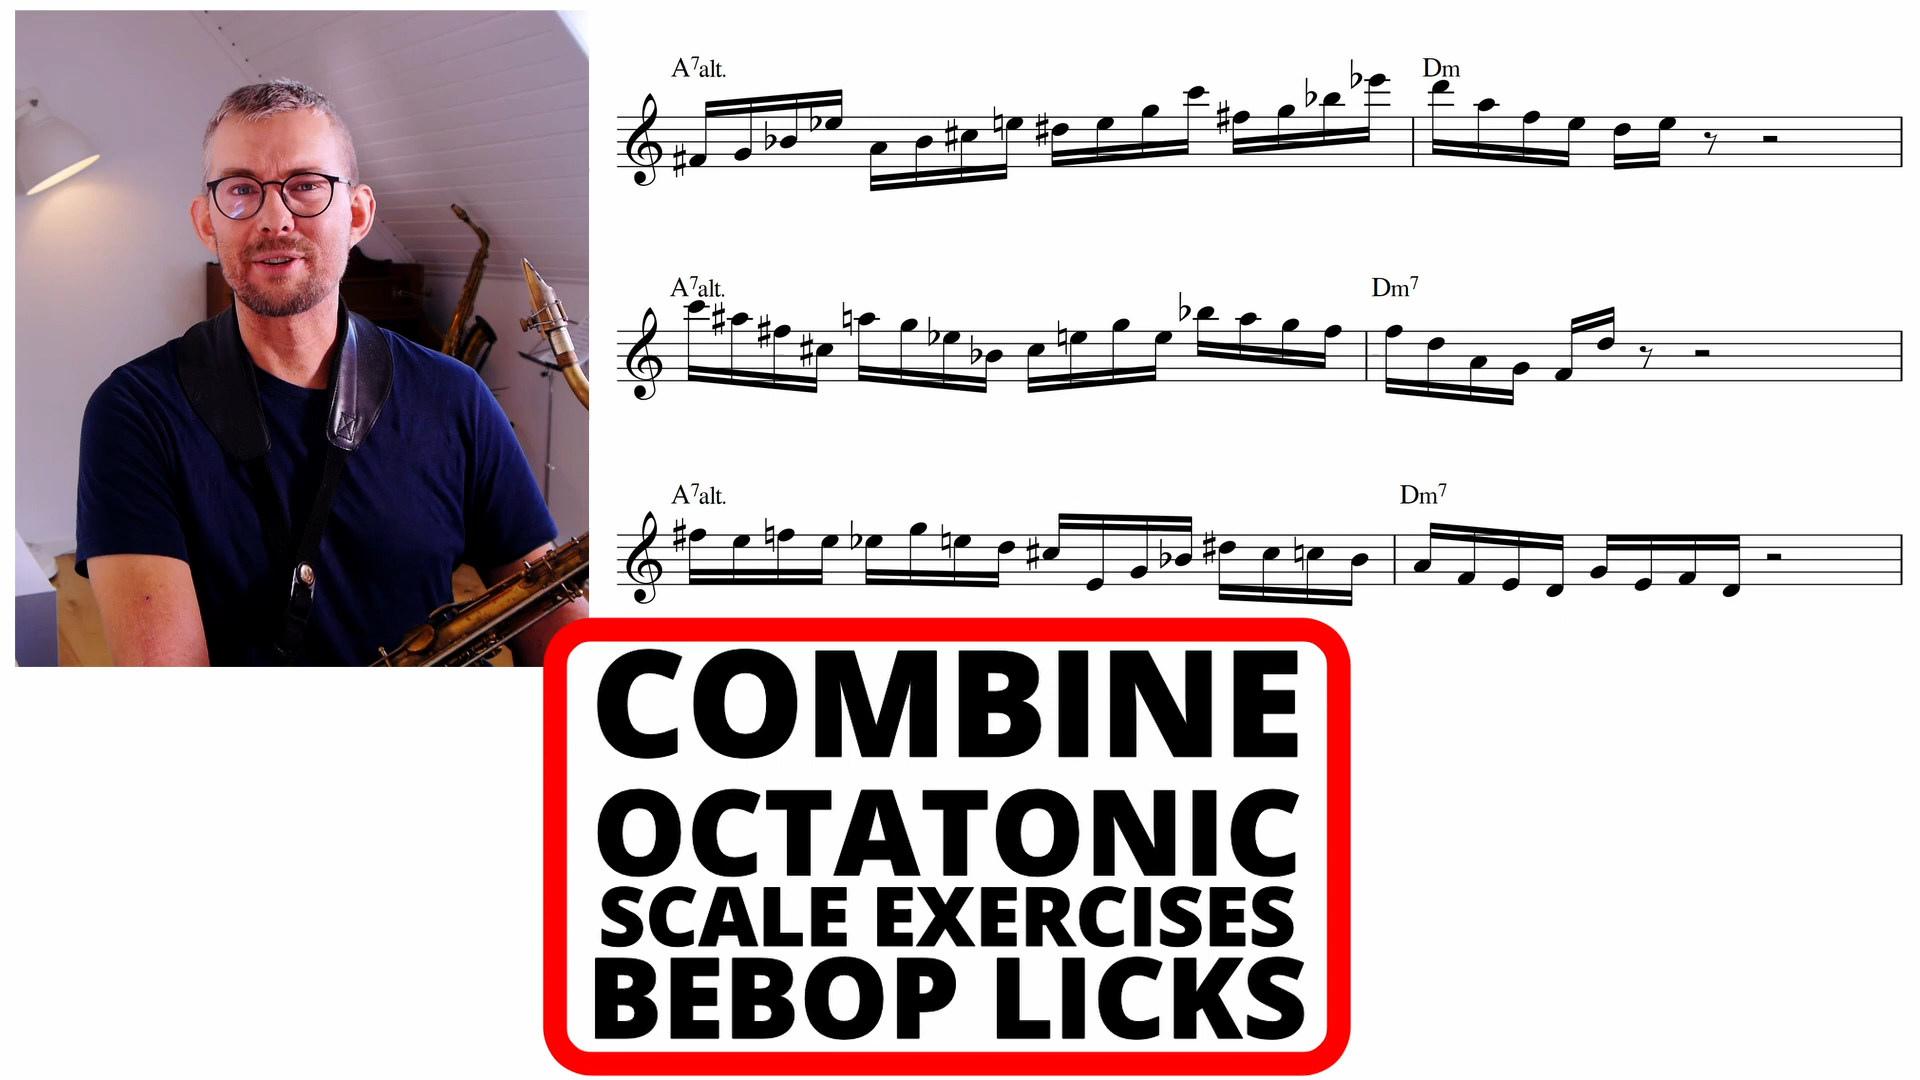 A7alt. Dm
A7alt. Dm7
A7alt. Dm7
COMBINE
OCTATONIC
SCALE EXERCISES
BEBOP LICKS